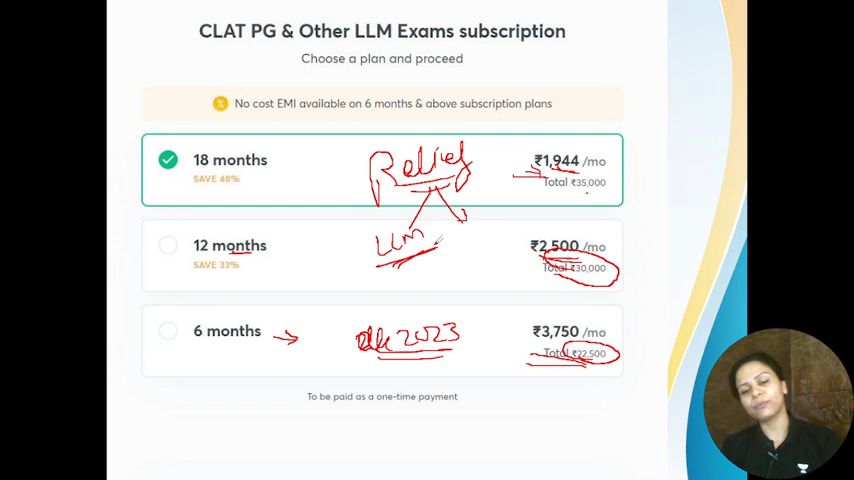 CLAT PG & Other LLM Exams subscription
Choose a plan and proceed
No cost EMI available on 6 months & above subscription plans
18 months
SAVE 48%
Relief
₹1,944 /mo
Total ₹35,000
LLM
12 months
SAVE 33%
₹2,500 /mo
Total ₹30,000
6 months
2023
₹3,750 /mo
Total ₹22,500
To be paid as a one-time payment